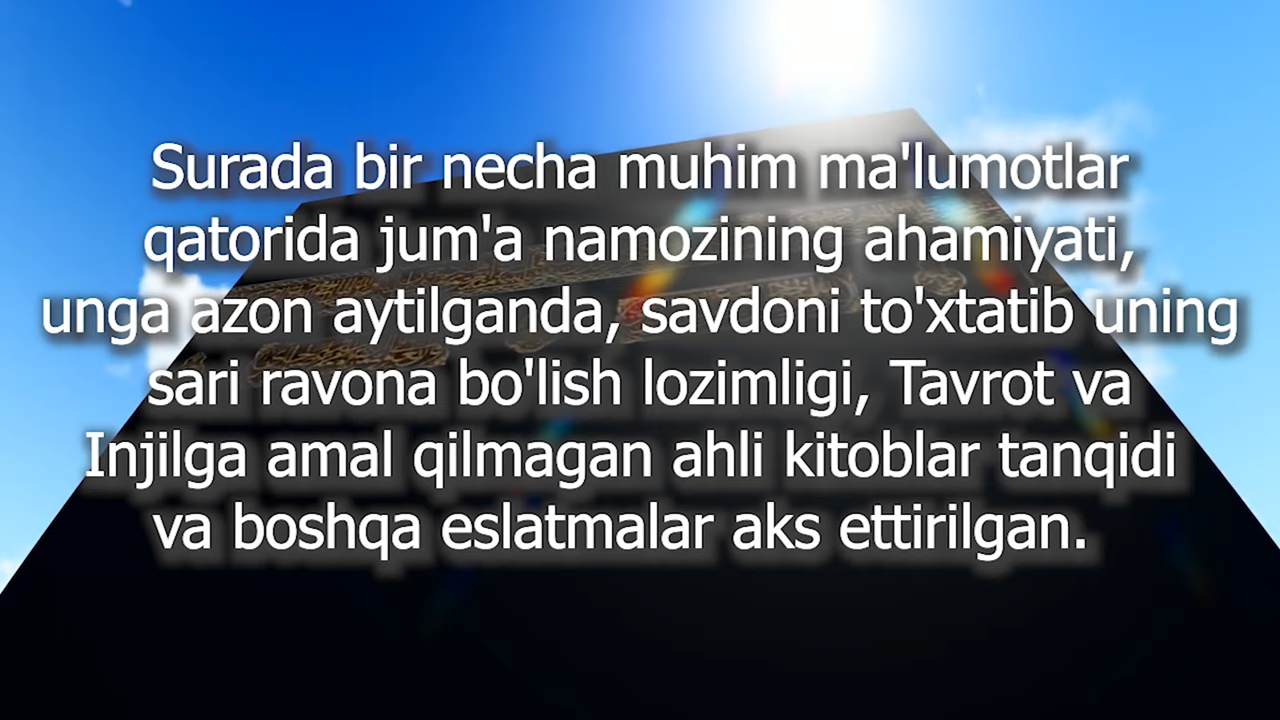 Surada bir necha muhim ma'lumotlar
qatorida jum'a namozining ahamiyati,
unga azon aytilganda, savdoni to'xtatib uning
sari ravona bo'lish lozimligi, Tavrot va
Injilga amal qilmagan ahli kitoblar tanqidi
va boshqa eslatmalar aks ettirilgan.